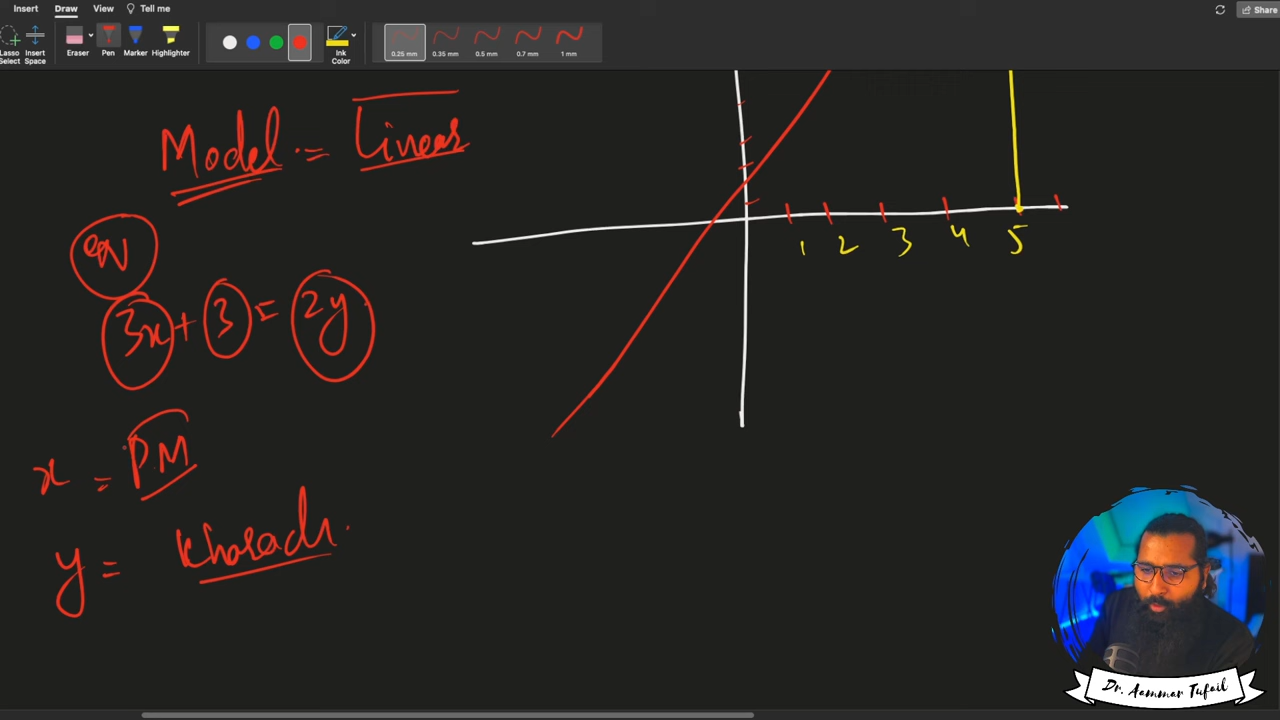 Insert Draw View Tell me
Share
Lasso Select
Insert Space
Eraser
Pen
Marker
Highlighter
Ink Color
0.25 mm 0.35 mm 0.5 mm 0.7 mm 1 mm
Model := Linear
1 2 3 4 5
eq
3x + 3 = 2y
x = PM
y = Kharach.
Dr. Aammar Tufail